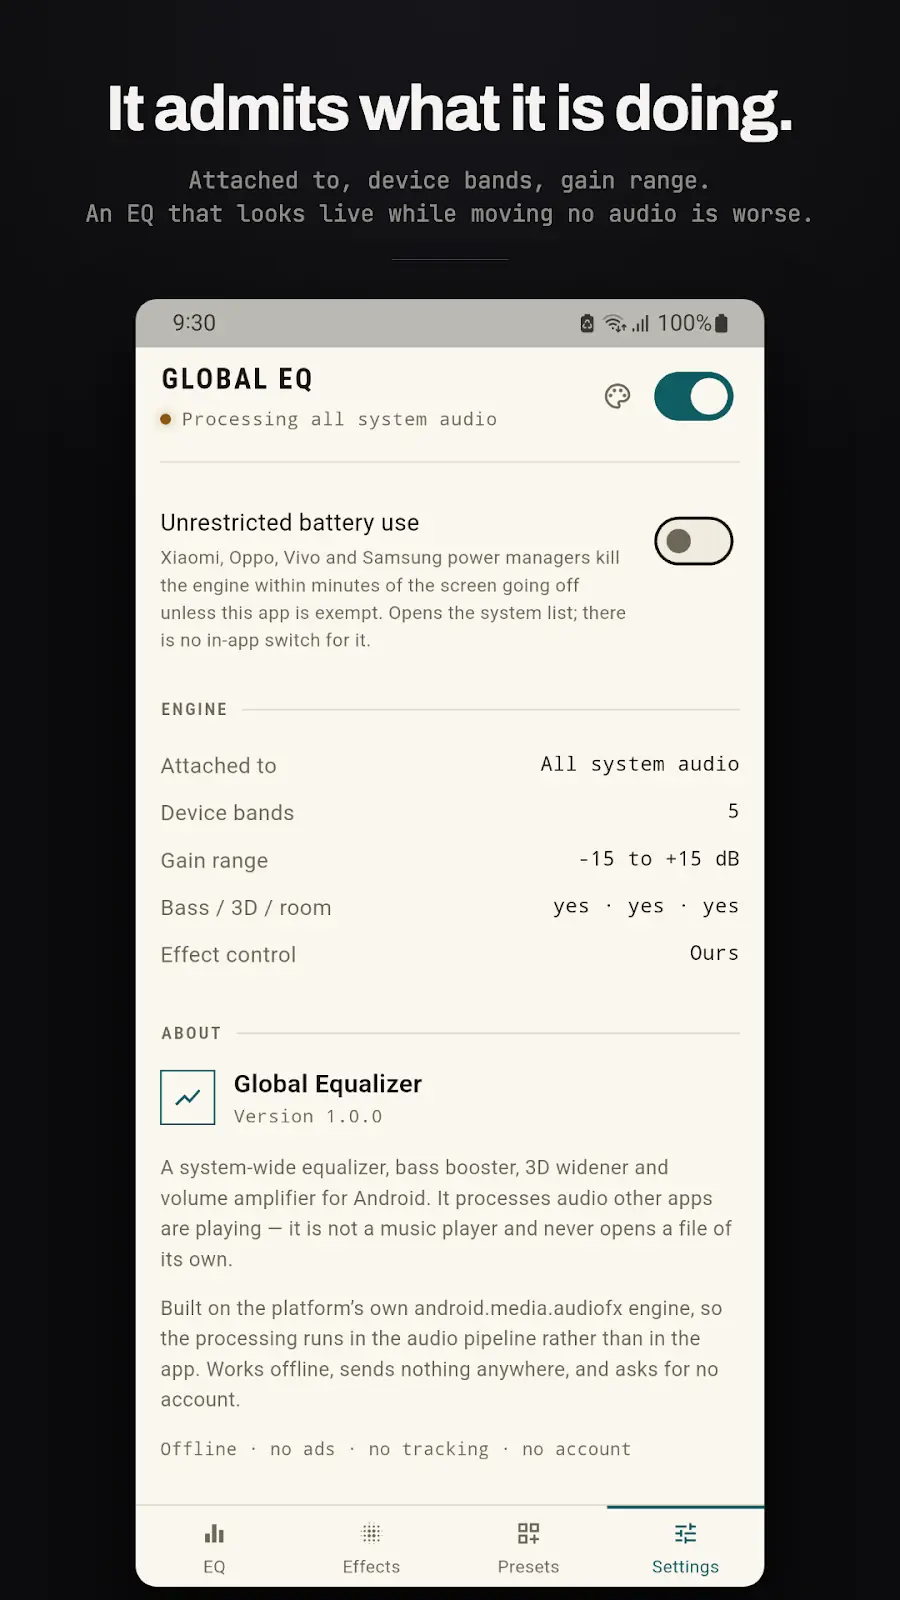 It admits what it is doing.
Attached to, device bands, gain range.
An EQ that looks live while moving no audio is worse.
9:30
100%
GLOBAL EQ
Processing all system audio
Unrestricted battery use
Xiaomi, Oppo, Vivo and Samsung power managers kill
the engine within minutes of the screen going off
unless this app is exempt. Opens the system list; there
is no in-app switch for it.
ENGINE
Attached to All system audio
Device bands 5
Gain range -15 to +15 dB
Bass / 3D / room yes · yes · yes
Effect control Ours
ABOUT
Global Equalizer
Version 1.0.0
A system-wide equalizer, bass booster, 3D widener and
volume amplifier for Android. It processes audio other apps
are playing — it is not a music player and never opens a file of
its own.
Built on the platform's own android.media.audiofx engine, so
the processing runs in the audio pipeline rather than in the
app. Works offline, sends nothing anywhere, and asks for no
account.
Offline · no ads · no tracking · no account
EQ Effects Presets Settings